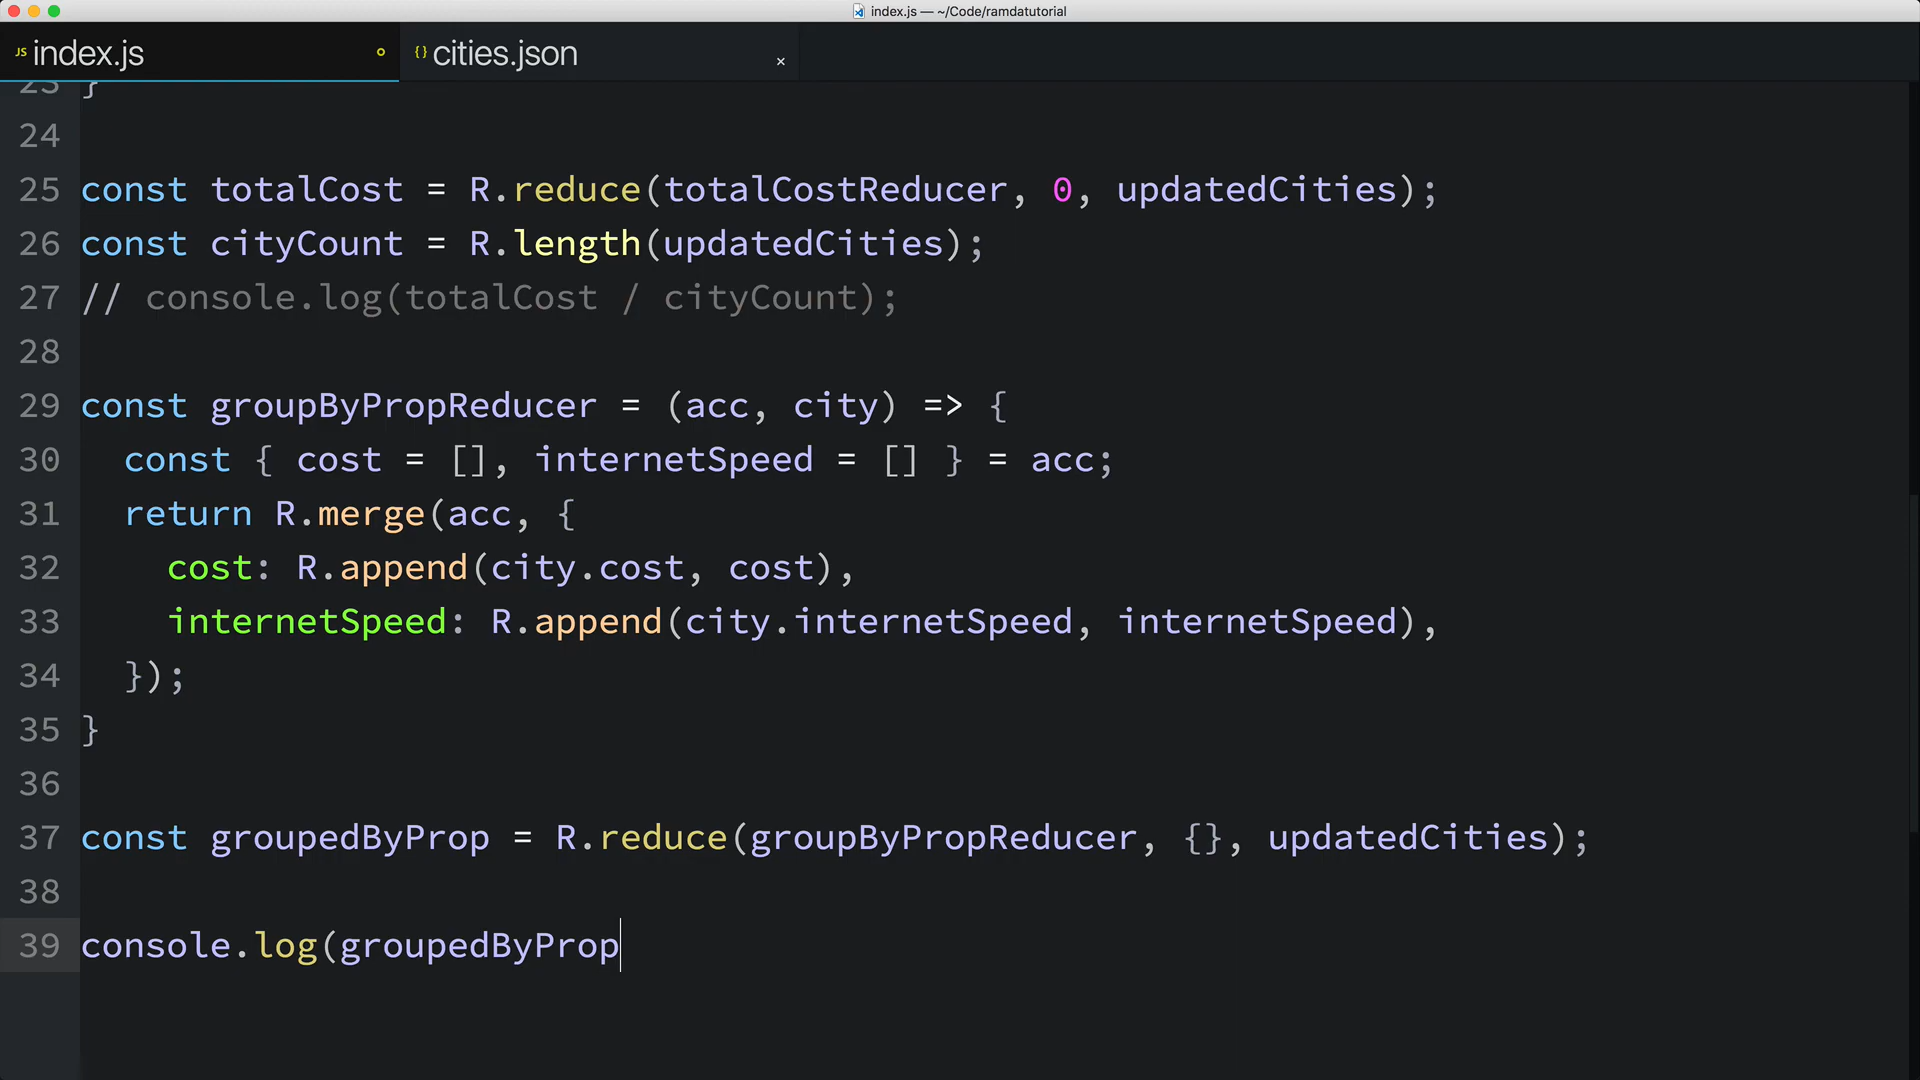 index.js — ~/Code/ramdatutorial
JS index.js
{} cities.json ×
23 }
24
25 const totalCost = R.reduce(totalCostReducer, 0, updatedCities);
26 const cityCount = R.length(updatedCities);
27 // console.log(totalCost / cityCount);
28
29 const groupByPropReducer = (acc, city) => {
30   const { cost = [], internetSpeed = [] } = acc;
31   return R.merge(acc, {
32     cost: R.append(city.cost, cost),
33     internetSpeed: R.append(city.internetSpeed, internetSpeed),
34   });
35 }
36
37 const groupedByProp = R.reduce(groupByPropReducer, {}, updatedCities);
38
39 console.log(groupedByProp